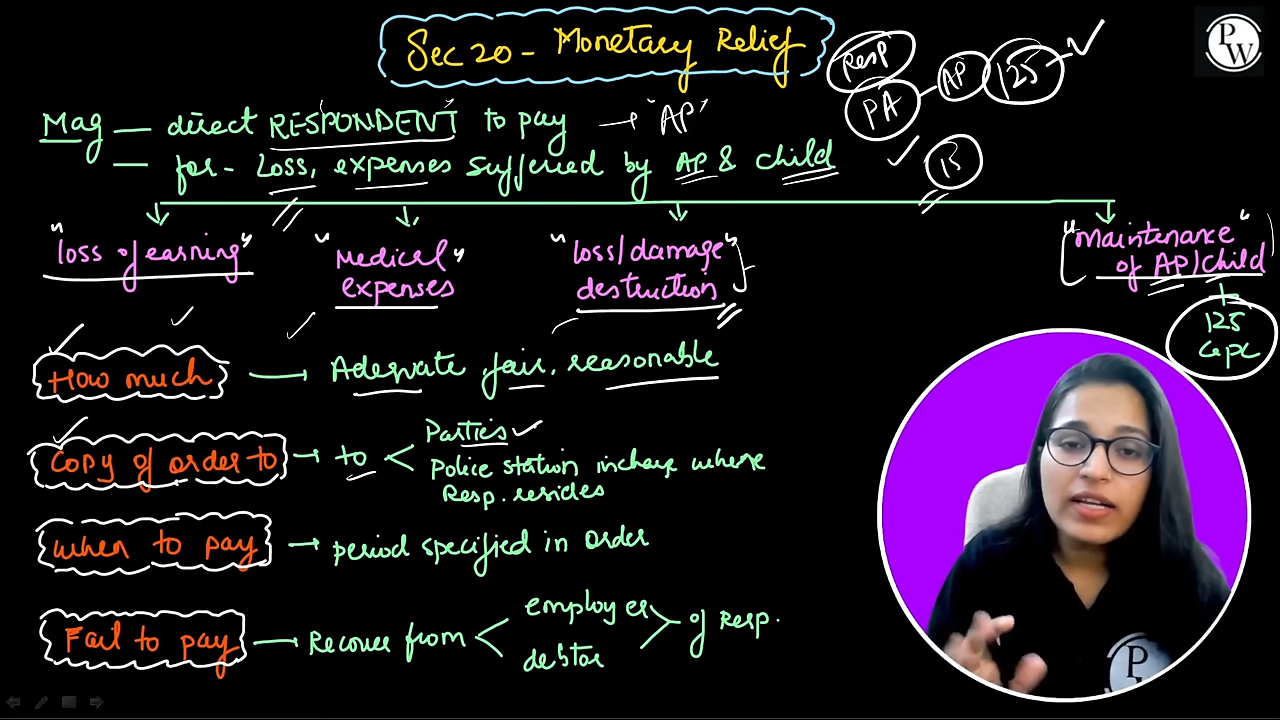 Sec 20 - Monetary Relief
Resp
PA - AP 125
PW
Mag — direct RESPONDENT to pay → "AP"
— for - Loss, expenses suffered by AP & child
15
"loss of earning"
"Medical expenses"
"loss/damage destruction"
"maintenance of AP/child
+
125 CrPC
How much → Adequate fair, reasonable
Copy of order to → to < Parties
Police station incharge where
Resp. resides
When to pay → period specified in order
Fail to pay → Recover from < employer
debtor
> of Resp.
PW